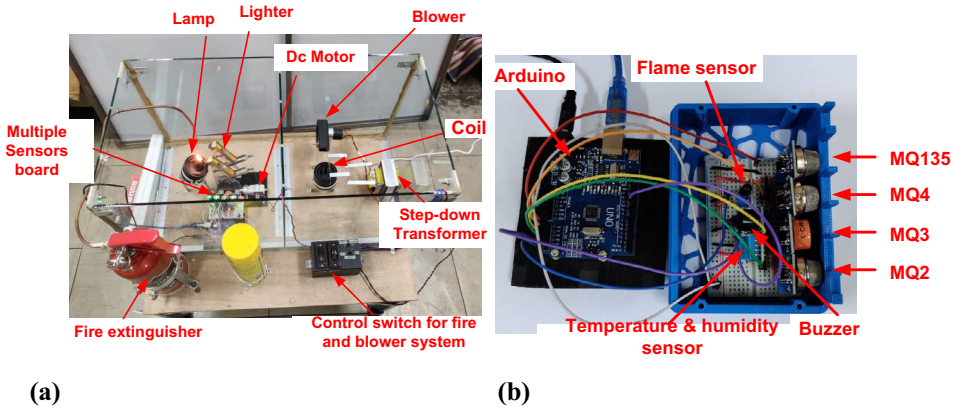 Lamp
Lighter
Blower
Dc Motor
Multiple
Sensors
board
Coil
Step-down
Transformer
Fire extinguisher
Control switch for fire
and blower system
(a)
Arduino
Flame sensor
MQ135
MQ4
MQ3
MQ2
UNO
Temperature & humidity
sensor
Buzzer
(b)